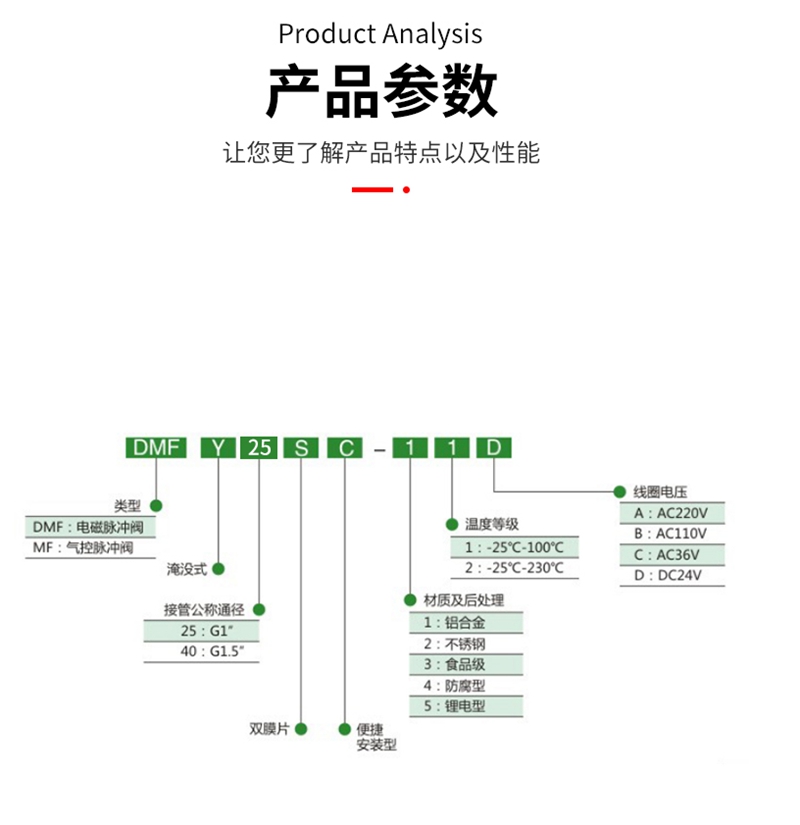 Product Analysis
产品参数
让您更了解产品特点以及性能
DMF Y 25 S C - 1 1 D
类型
DMF：电磁脉冲阀
MF：气控脉冲阀
淹没式
接管公称通径
25：G1″
40：G1.5″
双膜片
便捷
安装型
材质及后处理
1：铝合金
2：不锈钢
3：食品级
4：防腐型
5：锂电型
温度等级
1：-25℃-100℃
2：-25℃-230℃
线圈电压
A：AC220V
B：AC110V
C：AC36V
D：DC24V